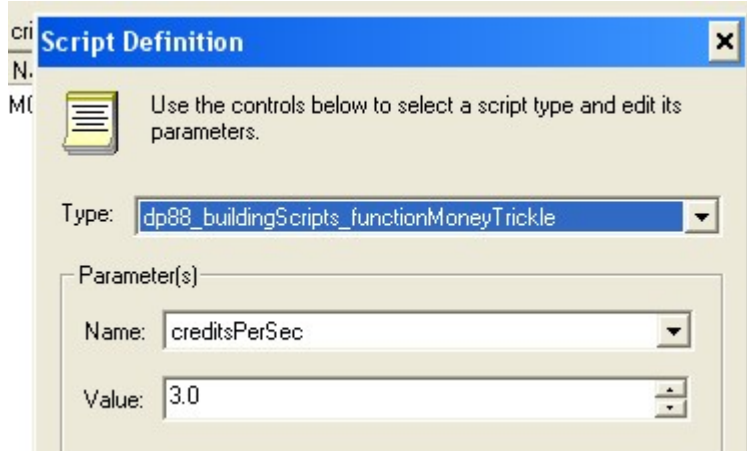 cri
Script Definition
N
M(
Use the controls below to select a script type and edit its
parameters.
Type: dp88_buildingScripts_functionMoneyTrickle
Parameter(s)
Name: creditsPerSec
Value: 3.0